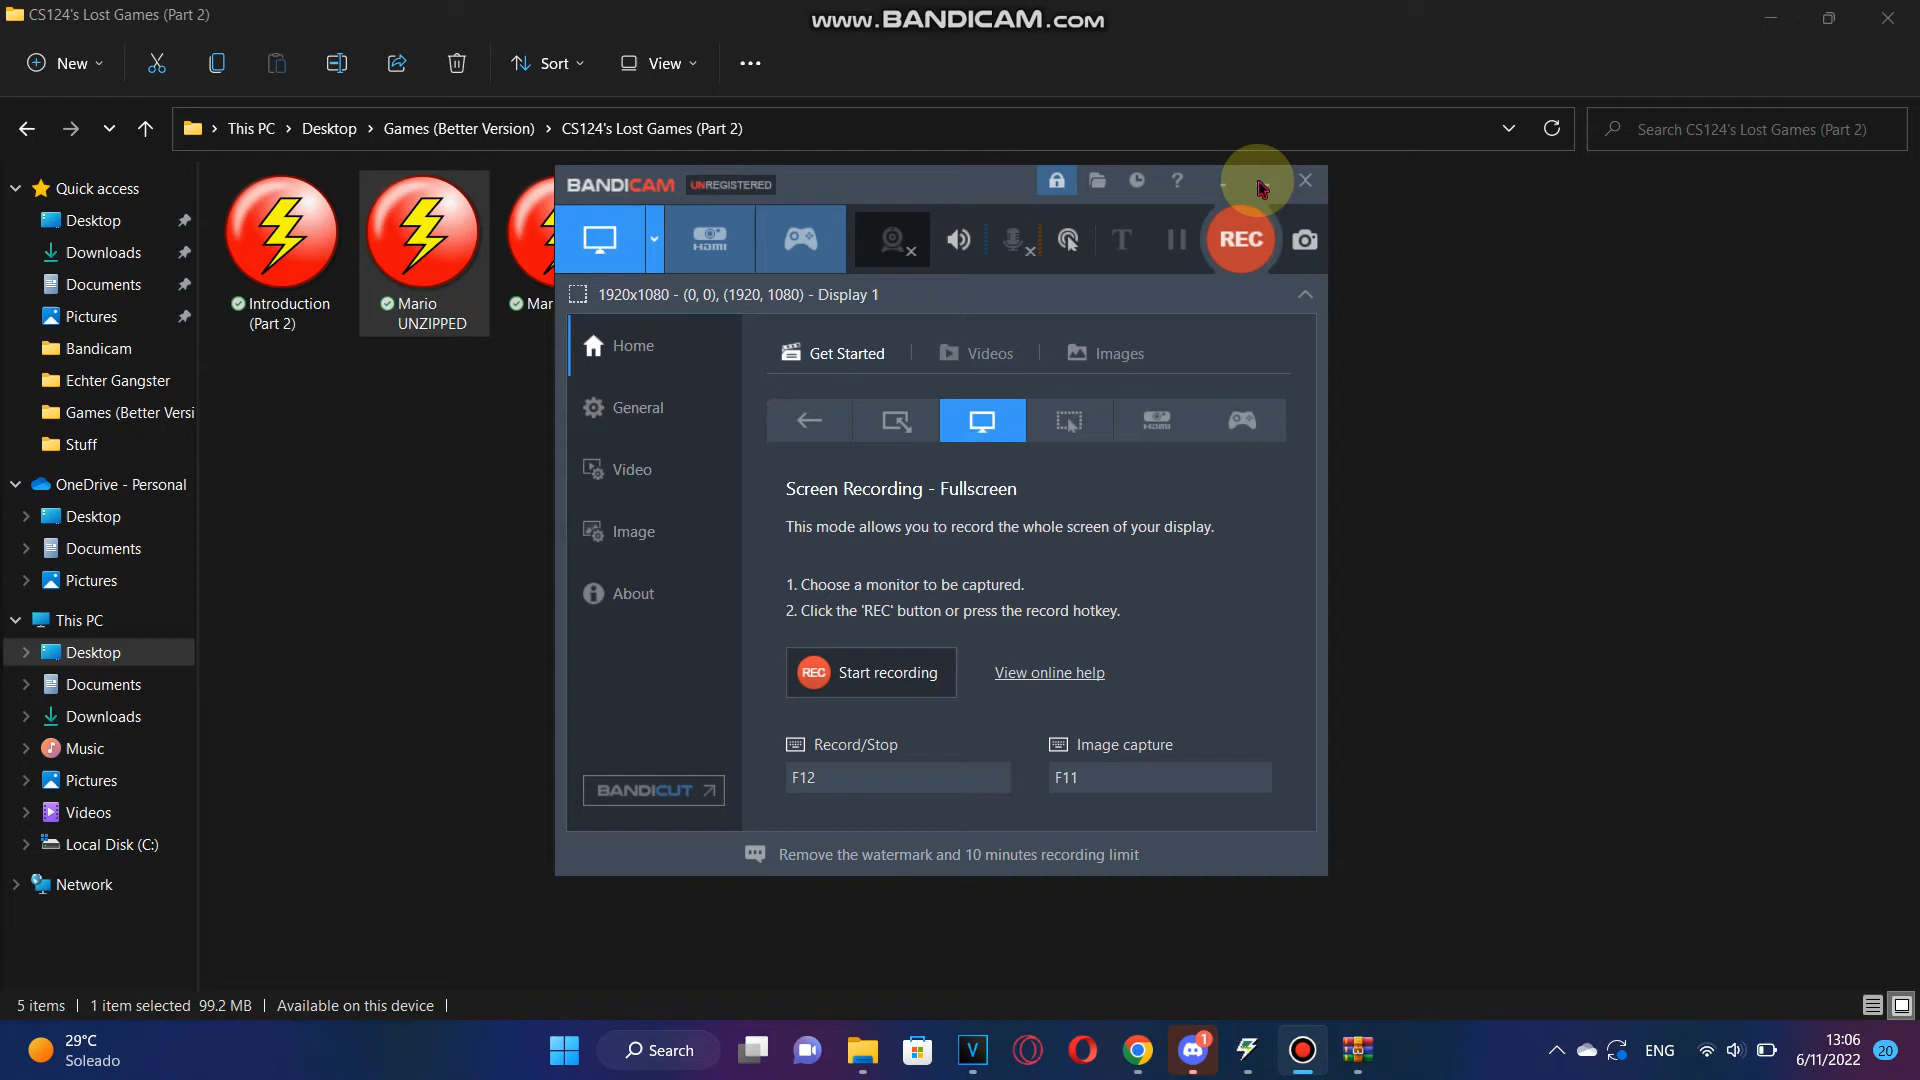 CS124's Lost Games (Part 2)
www.BANDICAM.com
New
Sort
View
This PC
Desktop
Games (Better Version)
CS124's Lost Games (Part 2)
Search CS124's Lost Games (Part 2)
Quick access
Desktop
Downloads
Documents
Pictures
Bandicam
Echter Gangster
Games (Better Versi
Stuff
OneDrive - Personal
Desktop
Documents
Pictures
This PC
Desktop
Documents
Downloads
Music
Pictures
Videos
Local Disk (C:)
Network
Introduction
(Part 2)
Mario
UNZIPPED
Mar
BANDICAM UNREGISTERED
HDMI
T
REC
1920x1080 - (0, 0), (1920, 1080) - Display 1
Home
General
Video
Image
About
BANDICUT
Get Started
Videos
Images
HDMI
Screen Recording - Fullscreen
This mode allows you to record the whole screen of your display.
1. Choose a monitor to be captured.
2. Click the 'REC' button or press the record hotkey.
REC Start recording
View online help
Record/Stop
Image capture
F12
F11
Remove the watermark and 10 minutes recording limit
5 items
1 item selected 99.2 MB
Available on this device
29°C
Soleado
Search
V
1
ENG
13:06
6/11/2022
20